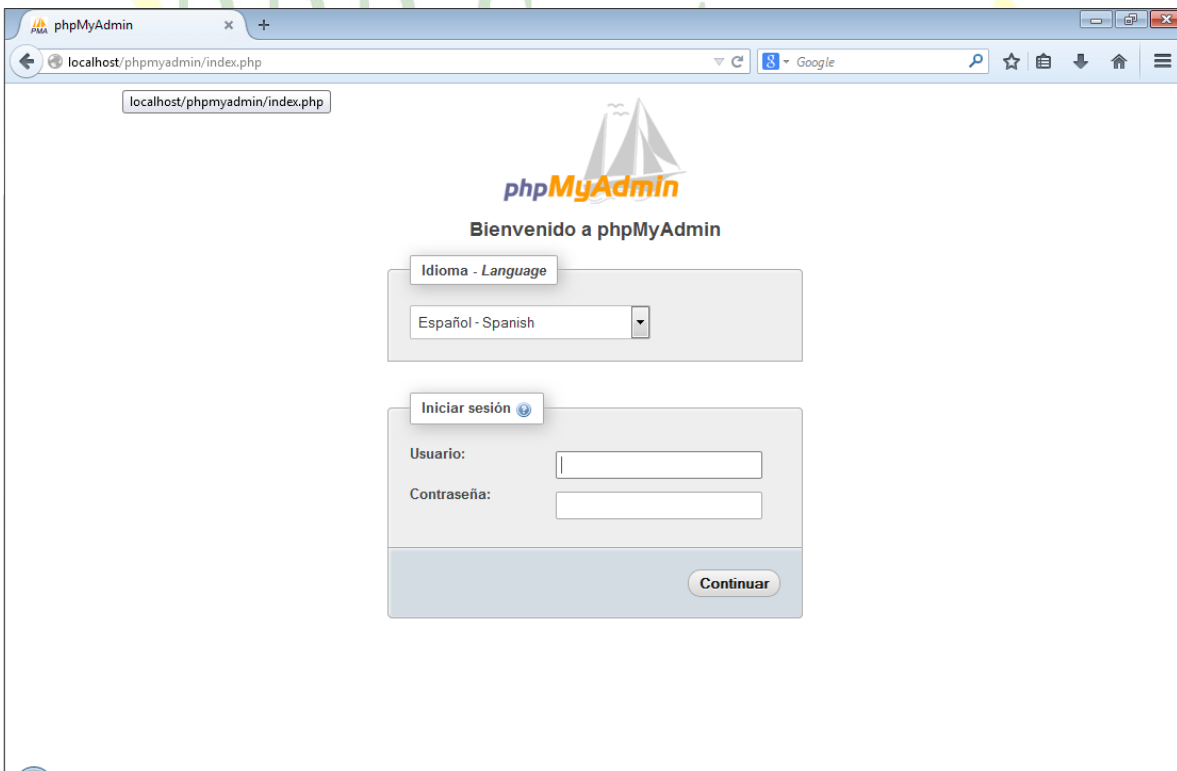 phpMyAdmin
localhost/phpmyadmin/index.php
Google
localhost/phpmyadmin/index.php
phpMyAdmin
Bienvenido a phpMyAdmin
Idioma - Language
Español - Spanish
Iniciar sesión
Usuario:
Contraseña:
Continuar